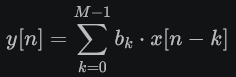 y[n] = \sum_{k=0}^{M-1} b_k \cdot x[n-k]